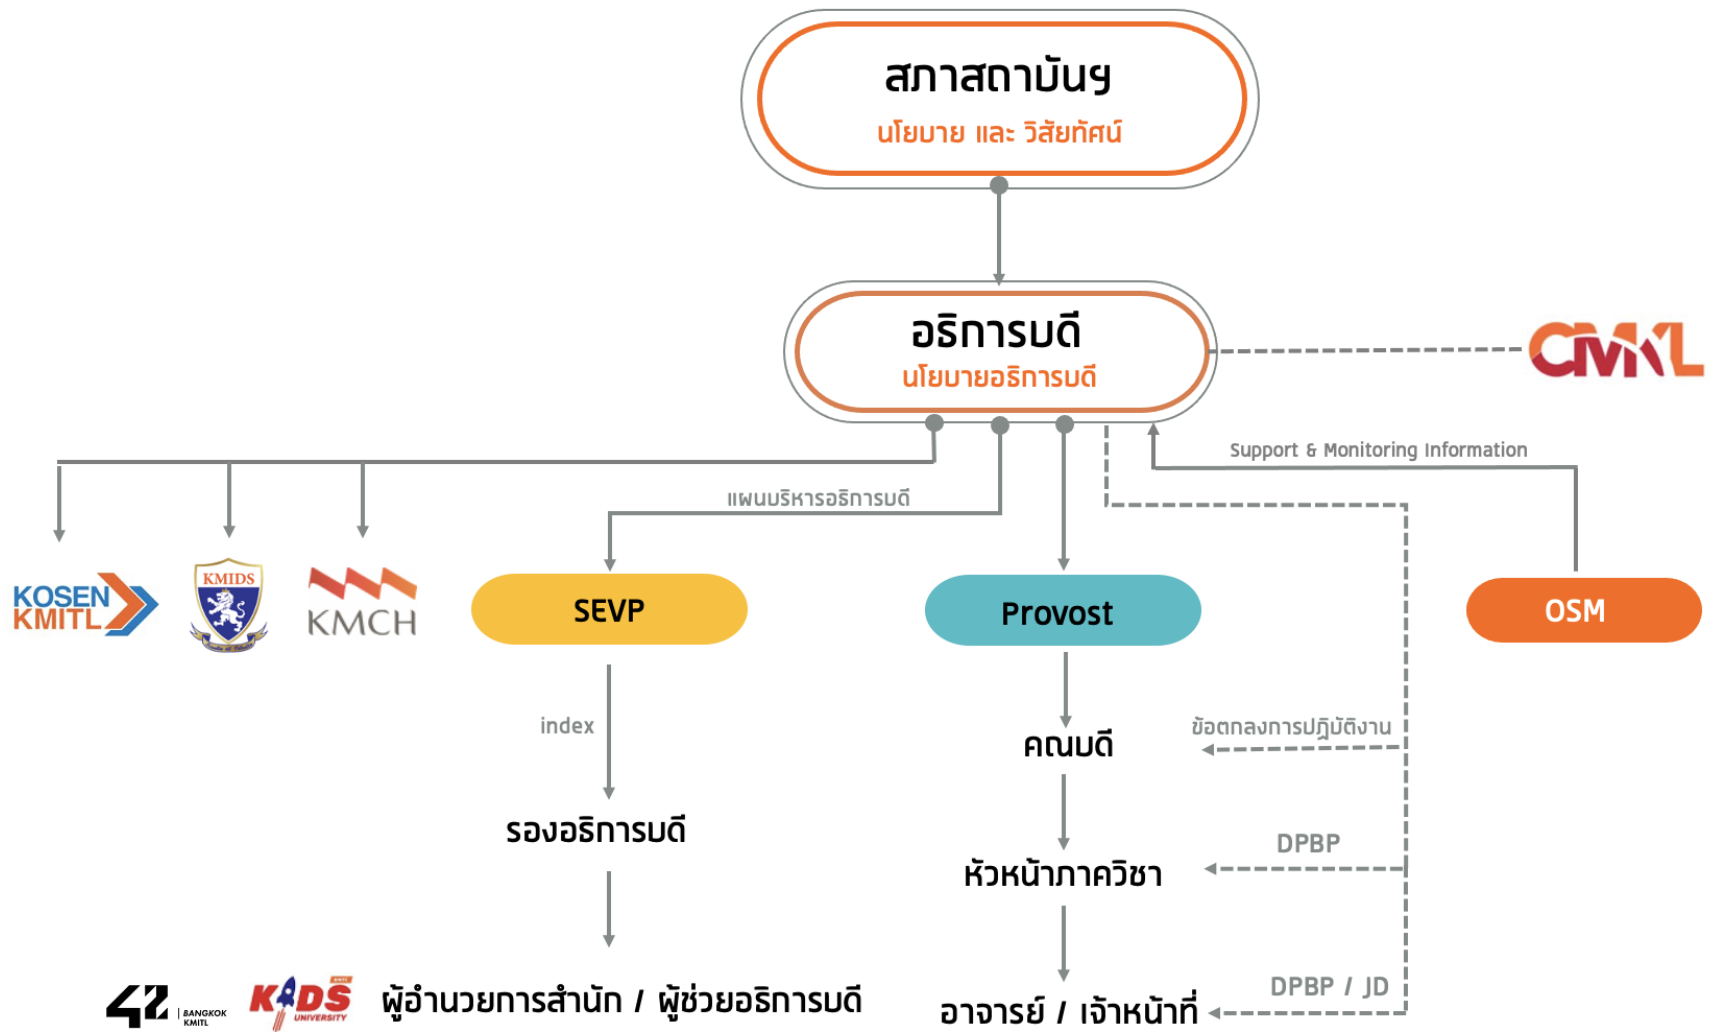 สภาสถาบันฯ
นโยบาย และ วิสัยทัศน์
อธิการบดี
นโยบายอธิการบดี
CMKL
Support & Monitoring Information
แผนบริหารอธิการบดี
KOSEN
KMITL
KMIDS
KMCH
SEVP
Provost
OSM
index
คณบดี
ข้อตกลงการปฏิบัติงาน
รองอธิการบดี
หัวหน้าภาควิชา
DPBP
42
BANGKOK
KMITL
KIDS
UNIVERSITY
ผู้อำนวยการสำนัก / ผู้ช่วยอธิการบดี
อาจารย์ / เจ้าหน้าที่
DPBP / JD